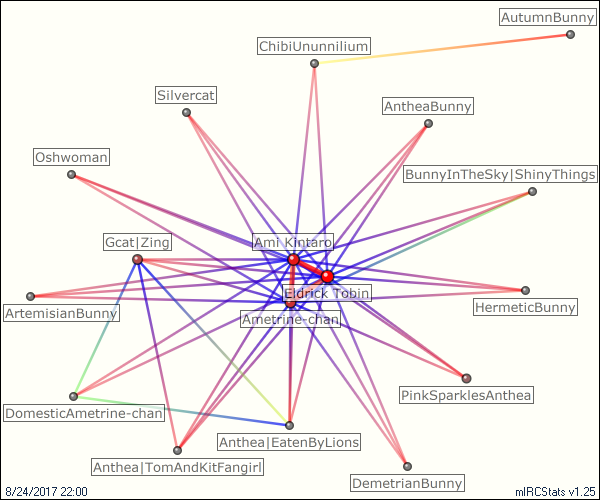 AutumnBunny
ChibiUnunnilium
Silvercat
AntheaBunny
Oshwoman
BunnyInTheSky|ShinyThings
Gcat|Zing
Ami Kintaro
Eldrick Tobin
ArtemisianBunny
HermeticBunny
Ametrine-chan
PinkSparklesAnthea
DomesticAmetrine-chan
Anthea|EatenByLions
Anthea|TomAndKitFangirl
DemetrianBunny
8/24/2017 22:00
mIRCStats v1.25